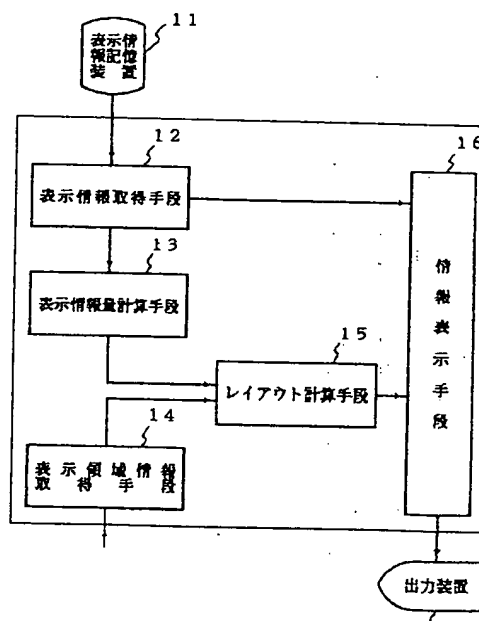 11
表示情
報記憶
装置
12
16
表示情報取得手段
13
表示情報量計算手段
情報表示手段
15
レイアウト計算手段
14
表示領域情報
取得手段
出力装置